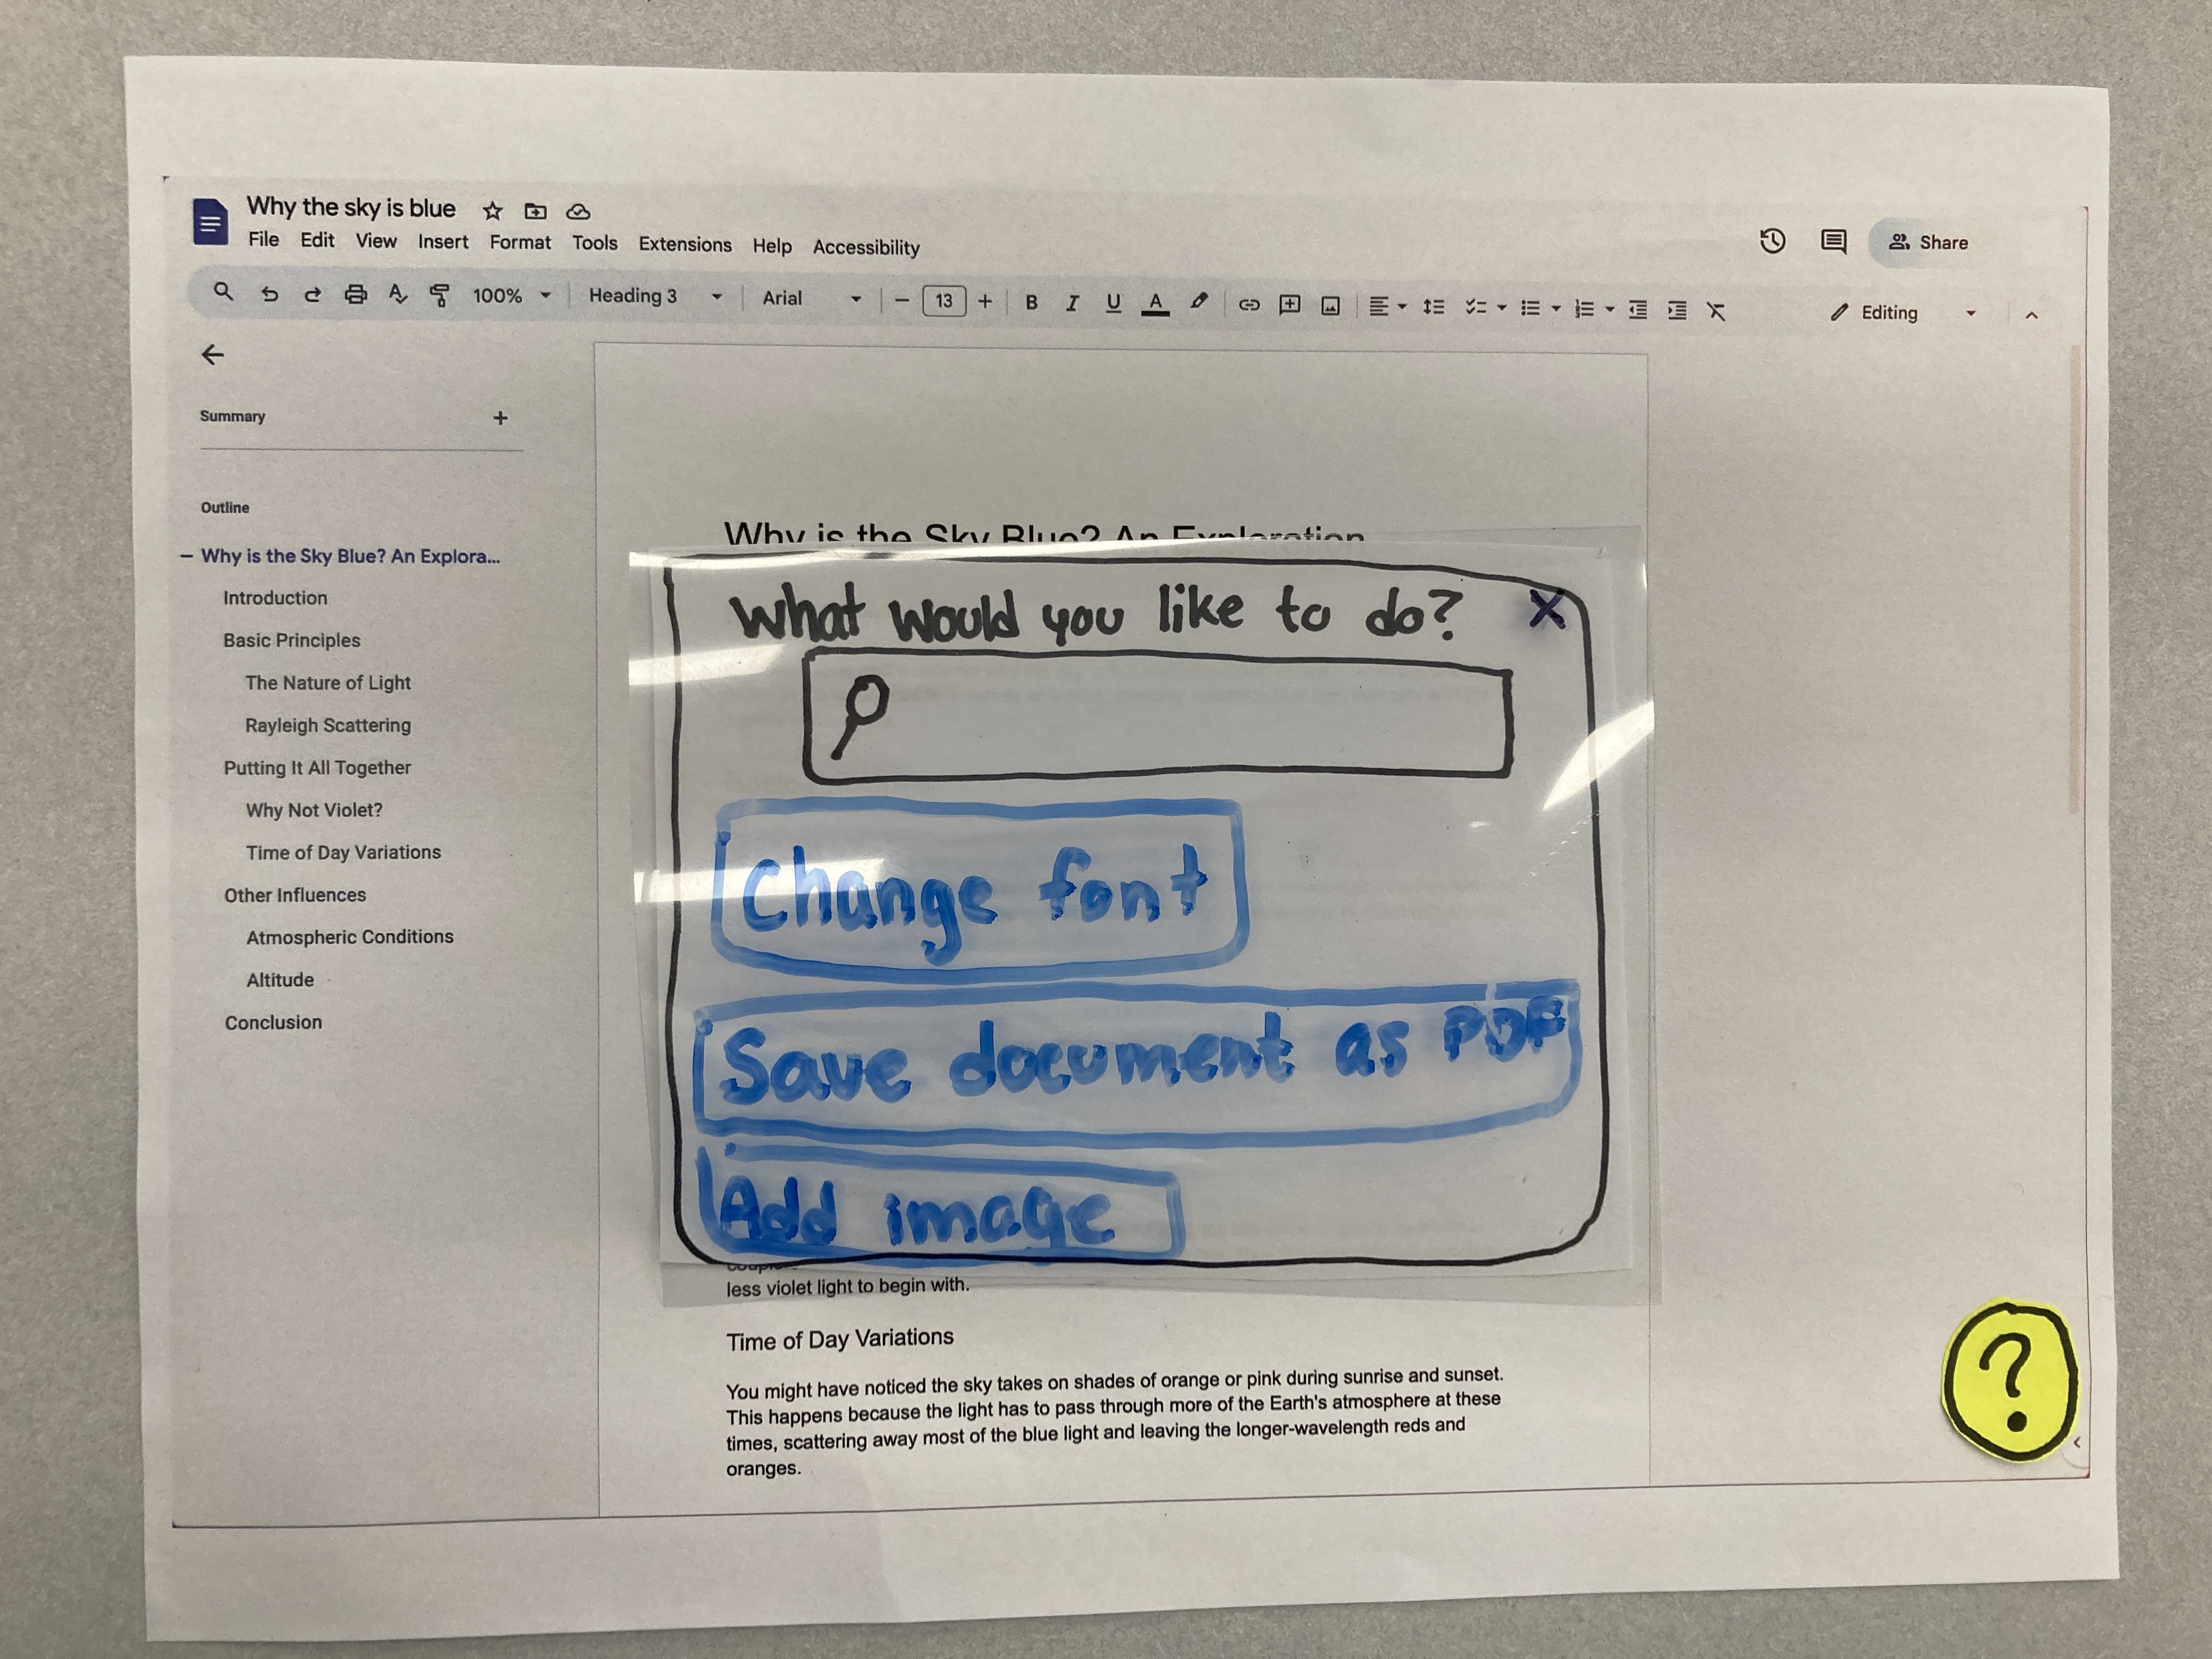 Why the sky is blue
File Edit View Insert Format Tools Extensions Help Accessibility
Share
100% Heading 3 Arial 13 B I U A
Editing
Summary
Outline
Why is the Sky Blue? An Explora...
Introduction
Basic Principles
The Nature of Light
Rayleigh Scattering
Putting It All Together
Why Not Violet?
Time of Day Variations
Other Influences
Atmospheric Conditions
Altitude
Conclusion
Why is the Sky Blue? An Exploration
What would you like to do? X
Change font
Save document as PDF
Add image
less violet light to begin with.
Time of Day Variations
You might have noticed the sky takes on shades of orange or pink during sunrise and sunset.
This happens because the light has to pass through more of the Earth's atmosphere at these
times, scattering away most of the blue light and leaving the longer-wavelength reds and
oranges.
?